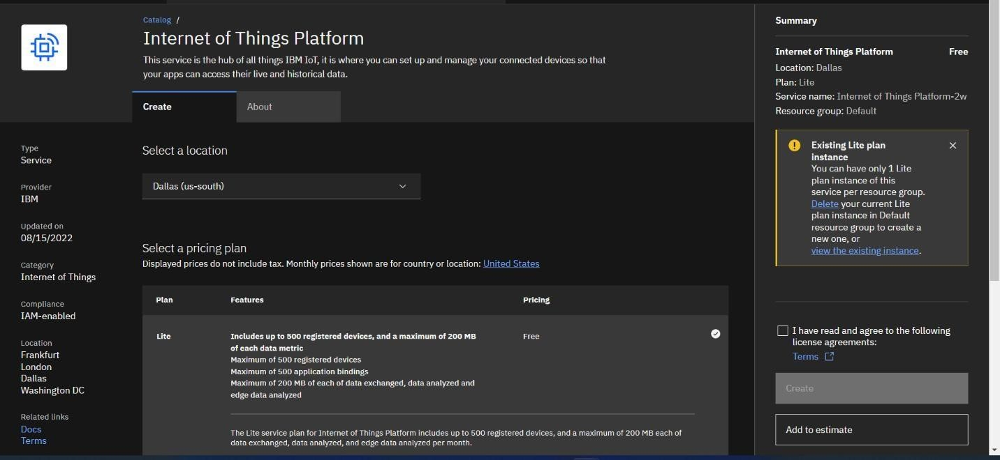 Catalog /
Internet of Things Platform
This service is the hub of all things IBM IoT, it is where you can set up and manage your connected devices so that
your apps can access their live and historical data.
Create
About
Type
Service
Provider
IBM
Updated on
08/15/2022
Category
Internet of Things
Compliance
IAM-enabled
Location
Frankfurt
London
Dallas
Washington DC
Related links
Docs
Terms
Select a location
Dallas (us-south)
Select a pricing plan
Displayed prices do not include tax. Monthly prices shown are for country or location: United States
Plan Features Pricing
Lite
Includes up to 500 registered devices, and a maximum of 200 MB
of each data metric
Maximum of 500 registered devices
Maximum of 500 application bindings
Maximum of 200 MB of each of data exchanged, data analyzed and
edge data analyzed
Free
The Lite service plan for Internet of Things Platform includes up to 500 registered devices, and a maximum of 200 MB each of
data exchanged, data analyzed, and edge data analyzed per month.
Summary
Internet of Things Platform Free
Location: Dallas
Plan: Lite
Service name: Internet of Things Platform-2w
Resource group: Default
Existing Lite plan
instance
You can have only 1 Lite
plan instance of this
service per resource group.
Delete your current Lite
plan instance in Default
resource group to create a
new one, or
view the existing instance.
I have read and agree to the following
license agreements:
Terms
Create
Add to estimate